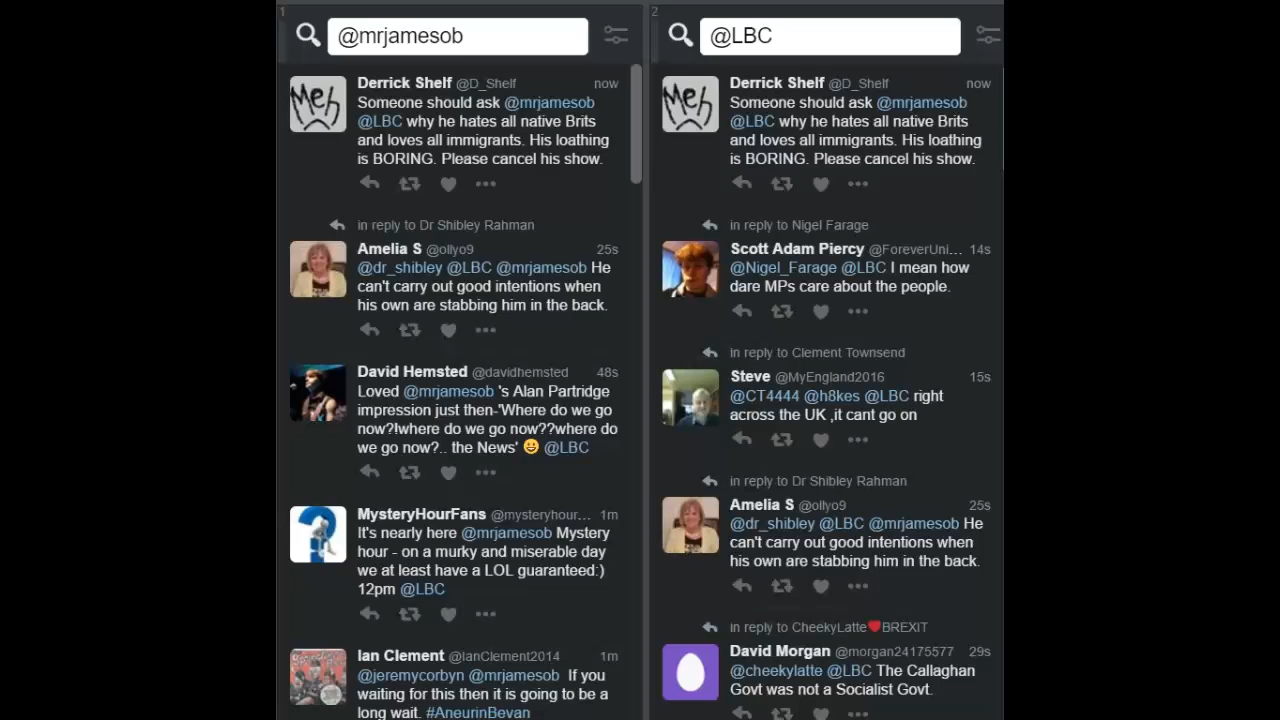 1
@mrjamesob
Derrick Shelf @D_Shelf now
Someone should ask @mrjamesob
@LBC why he hates all native Brits
and loves all immigrants. His loathing
is BORING. Please cancel his show.
in reply to Dr Shibley Rahman
Amelia S @ollyo9 25s
@dr_shibley @LBC @mrjamesob He
can't carry out good intentions when
his own are stabbing him in the back.
David Hemsted @davidhemsted 48s
Loved @mrjamesob 's Alan Partridge
impression just then-'Where do we go
now?!where do we go now??where do
we go now?.. the News' 😀 @LBC
MysteryHourFans @mysteryhour... 1m
It's nearly here @mrjamesob Mystery
hour - on a murky and miserable day
we at least have a LOL guaranteed:)
12pm @LBC
Ian Clement @IanClement2014 1m
@jeremycorbyn @mrjamesob If you
waiting for this then it is going to be a
long wait. #AneurinBevan
2
@LBC
Derrick Shelf @D_Shelf now
Someone should ask @mrjamesob
@LBC why he hates all native Brits
and loves all immigrants. His loathing
is BORING. Please cancel his show.
in reply to Nigel Farage
Scott Adam Piercy @ForeverUni... 14s
@Nigel_Farage @LBC I mean how
dare MPs care about the people.
in reply to Clement Townsend
Steve @MyEngland2016 15s
@CT4444 @h8kes @LBC right
across the UK ,it cant go on
in reply to Dr Shibley Rahman
Amelia S @ollyo9 25s
@dr_shibley @LBC @mrjamesob He
can't carry out good intentions when
his own are stabbing him in the back.
in reply to CheekyLatte❤BREXIT
David Morgan @morgan24175577 29s
@cheekylatte @LBC The Callaghan
Govt was not a Socialist Govt.
Meh
Meh